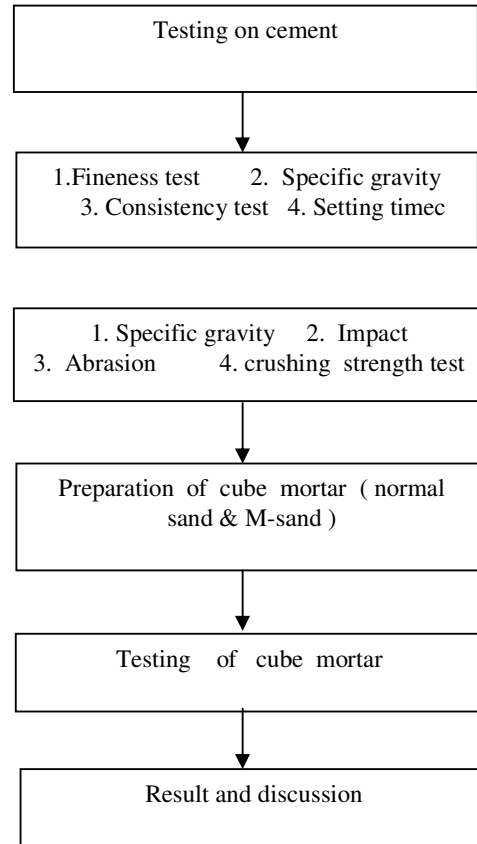 Testing on cement
1.Fineness test 2. Specific gravity
3. Consistency test 4. Setting timec
1. Specific gravity 2. Impact
3. Abrasion 4. crushing strength test
Preparation of cube mortar ( normal
sand & M-sand )
Testing of cube mortar
Result and discussion